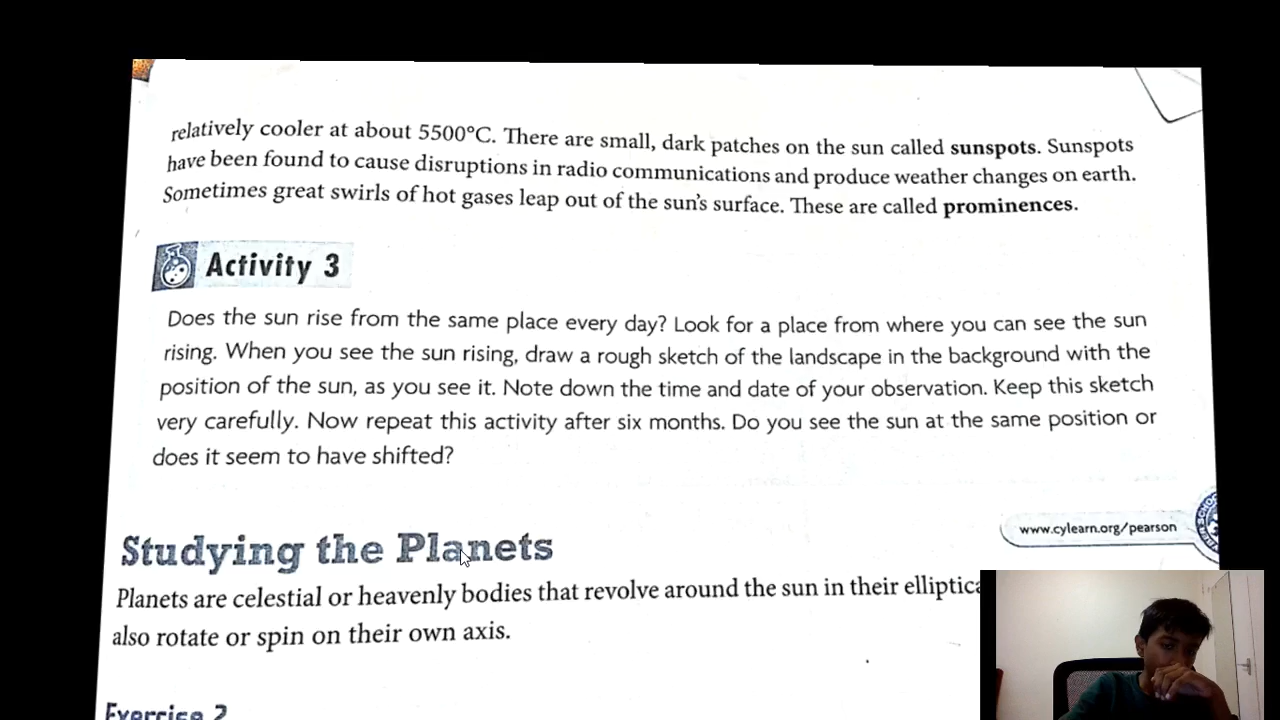 relatively cooler at about 5500°C. There are small, dark patches on the sun called sunspots. Sunspots
have been found to cause disruptions in radio communications and produce weather changes on earth.
Sometimes great swirls of hot gases leap out of the sun's surface. These are called prominences.
Activity 3
Does the sun rise from the same place every day? Look for a place from where you can see the sun
rising. When you see the sun rising, draw a rough sketch of the landscape in the background with the
position of the sun, as you see it. Note down the time and date of your observation. Keep this sketch
very carefully. Now repeat this activity after six months. Do you see the sun at the same position or
does it seem to have shifted?
www.cylearn.org/pearson
Studying the Planets
Planets are celestial or heavenly bodies that revolve around the sun in their elliptica
also rotate or spin on their own axis.
Exercise 2